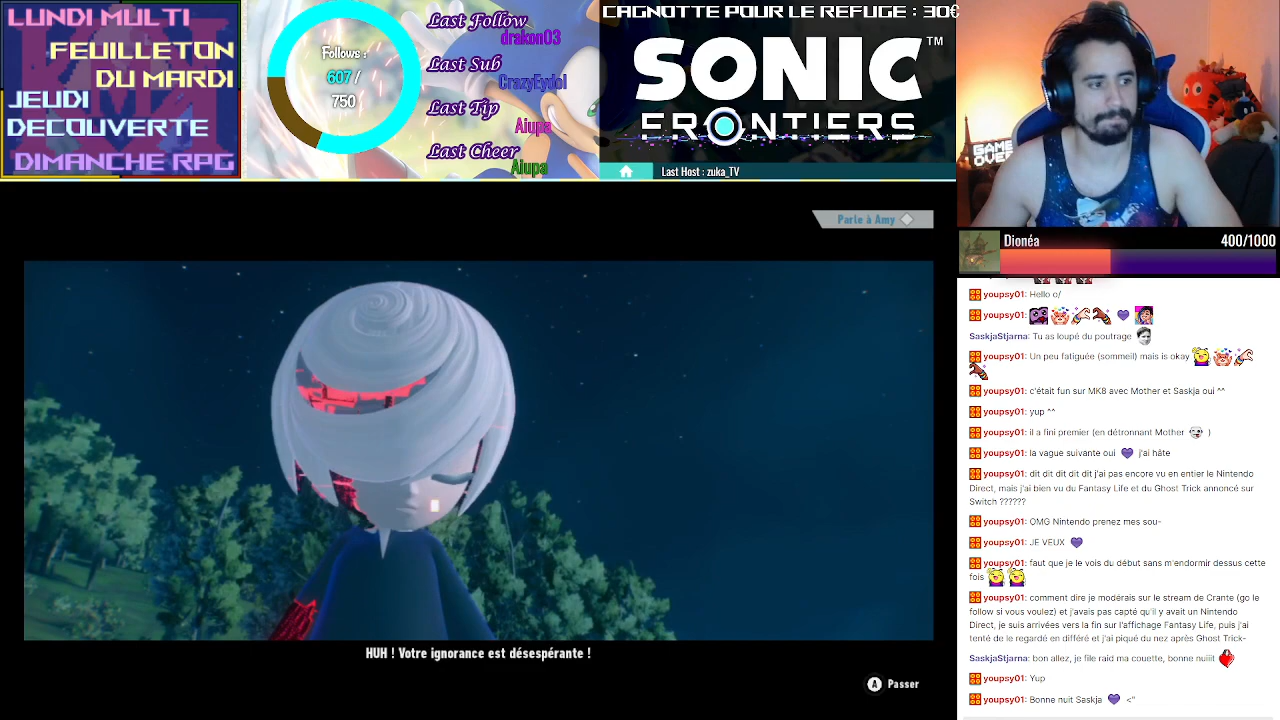 LUNDI MULTI
FEUILLETON
DU MARDI
JEUDI
DECOUVERTE
DIMANCHE RPG
Follows :
607 /
750
Last Follow
drakon03
Last Sub
CrazyEydol
Last Tip
Aiupa
Last Cheer
Aiupa
CAGNOTTE POUR LE REFUGE : 30€
SONIC™
FRONTIERS
Last Host : zuka_TV
GAME
OVER
Dionéa 400/1000
Parle à Amy
HUH ! Votre ignorance est désespérante !
A Passer
youpsy01: Hello o/
youpsy01:
SaskjaStjarna: Tu as loupé du poutrage
youpsy01: Un peu fatiguée (sommeil) mais is okay
youpsy01: c'était fun sur MK8 avec Mother et Saskja oui ^^
youpsy01: yup ^^
youpsy01: il a fini premier (en détronnant Mother )
youpsy01: la vague suivante oui j'ai hâte
youpsy01: dit dit dit dit dit j'ai pas encore vu en entier le Nintendo
Direct, mais j'ai bien vu du Fantasy Life et du Ghost Trick annoncé sur
Switch ??????
youpsy01: OMG Nintendo prenez mes sou-
youpsy01: JE VEUX
youpsy01: faut que je le vois du début sans m'endormir dessus cette
fois
youpsy01: comment dire je modérais sur le stream de Crante (go le
follow si vous voulez) et j'avais pas capté qu'il y avait un Nintendo
Direct, je suis arrivées vers la fin sur l'affichage Fantasy Life, puis j'ai
tenté de le regardé en différé et j'ai piqué du nez après Ghost Trick-
SaskjaStjarna: bon allez, je file raid ma couette, bonne nuiiit
youpsy01: Yup
youpsy01: Bonne nuit Saskja <"